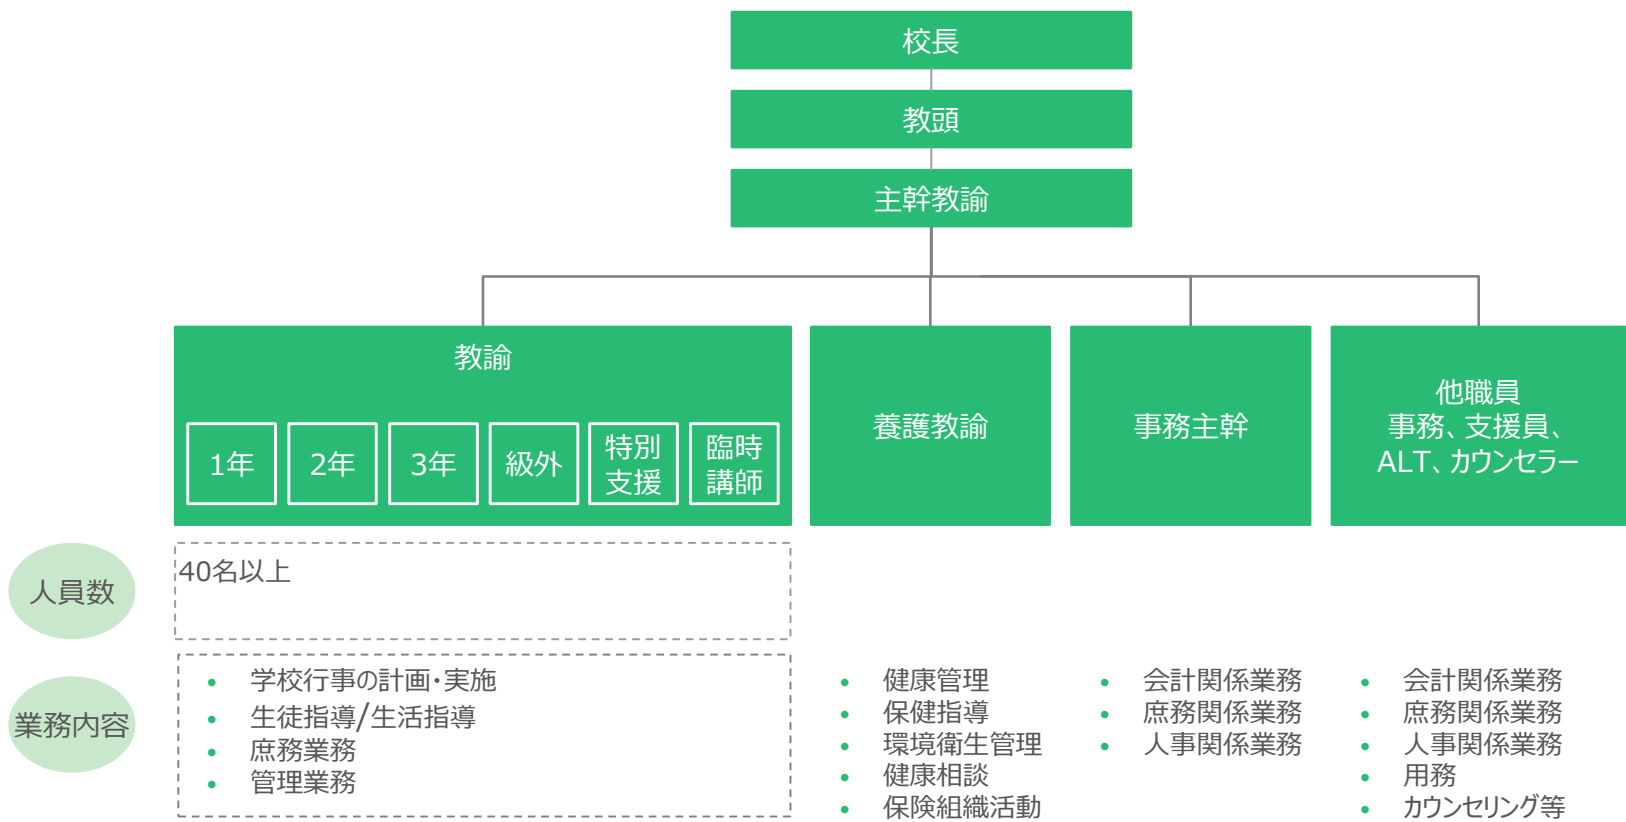 校長
教頭
主幹教諭
教諭
1年
2年
3年
級外
特別
支援
臨時
講師
養護教諭
事務主幹
他職員
事務、支援員、
ALT、カウンセラー
人員数
40名以上
業務内容
• 学校行事の計画・実施
• 生徒指導/生活指導
• 庶務業務
• 管理業務
• 健康管理
• 保健指導
• 環境衛生管理
• 健康相談
• 保険組織活動
• 会計関係業務
• 庶務関係業務
• 人事関係業務
• 会計関係業務
• 庶務関係業務
• 人事関係業務
• 用務
• カウンセリング等